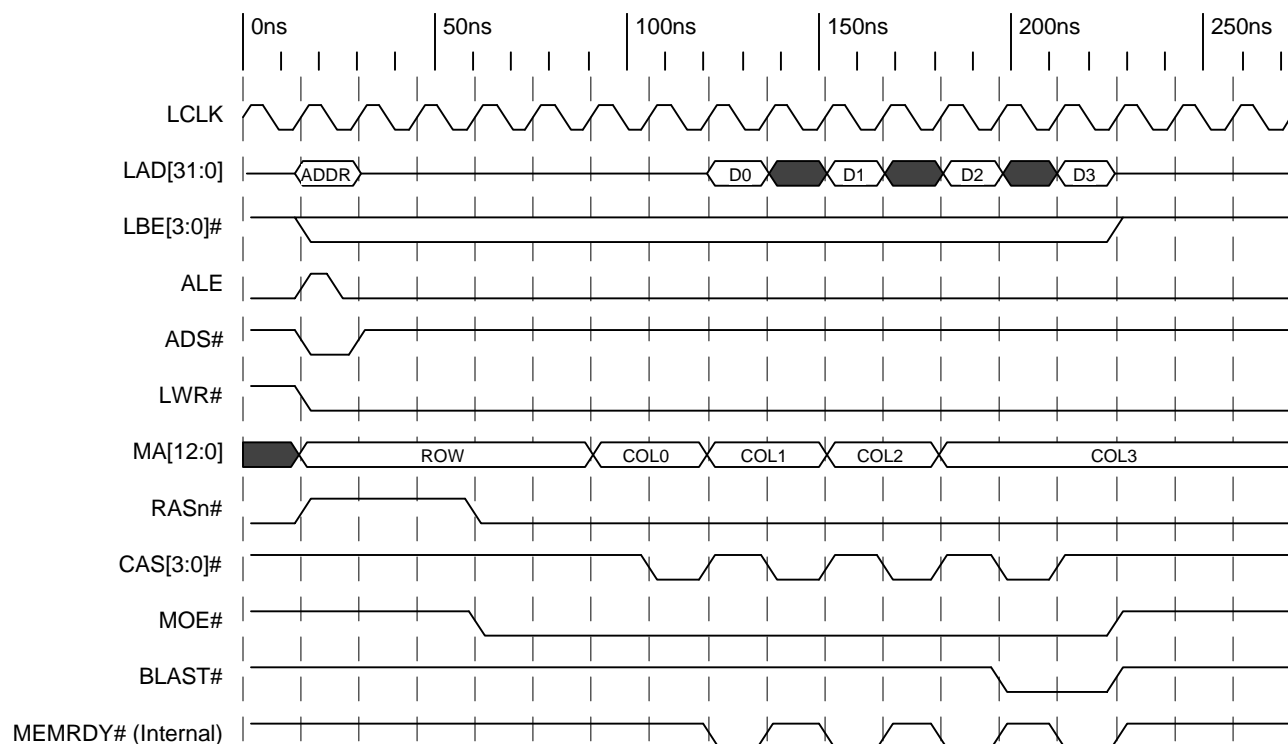 0ns 50ns 100ns 150ns 200ns 250ns
LCLK
LAD[31:0] ADDR D0 D1 D2 D3
LBE[3:0]#
ALE
ADS#
LWR#
MA[12:0] ROW COL0 COL1 COL2 COL3
RASn#
CAS[3:0]#
MOE#
BLAST#
MEMRDY# (Internal)